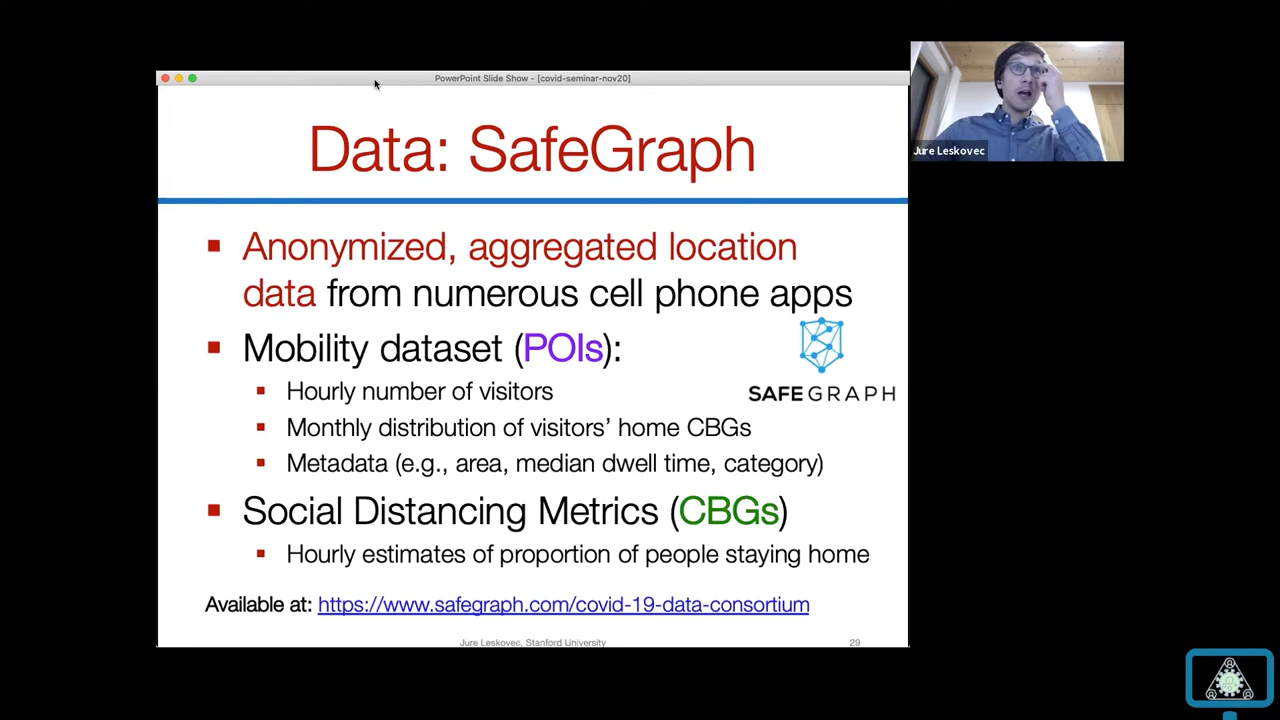 PowerPoint Slide Show - [covid-seminar-nov20]
Jure Leskovec
Data: SafeGraph
Anonymized, aggregated location
data from numerous cell phone apps
Mobility dataset (POIs):
Hourly number of visitors
SAFEGRAPH
Monthly distribution of visitors’ home CBGs
Metadata (e.g., area, median dwell time, category)
Social Distancing Metrics (CBGs)
Hourly estimates of proportion of people staying home
Available at: https://www.safegraph.com/covid-19-data-consortium
Jure Leskovec, Stanford University
29